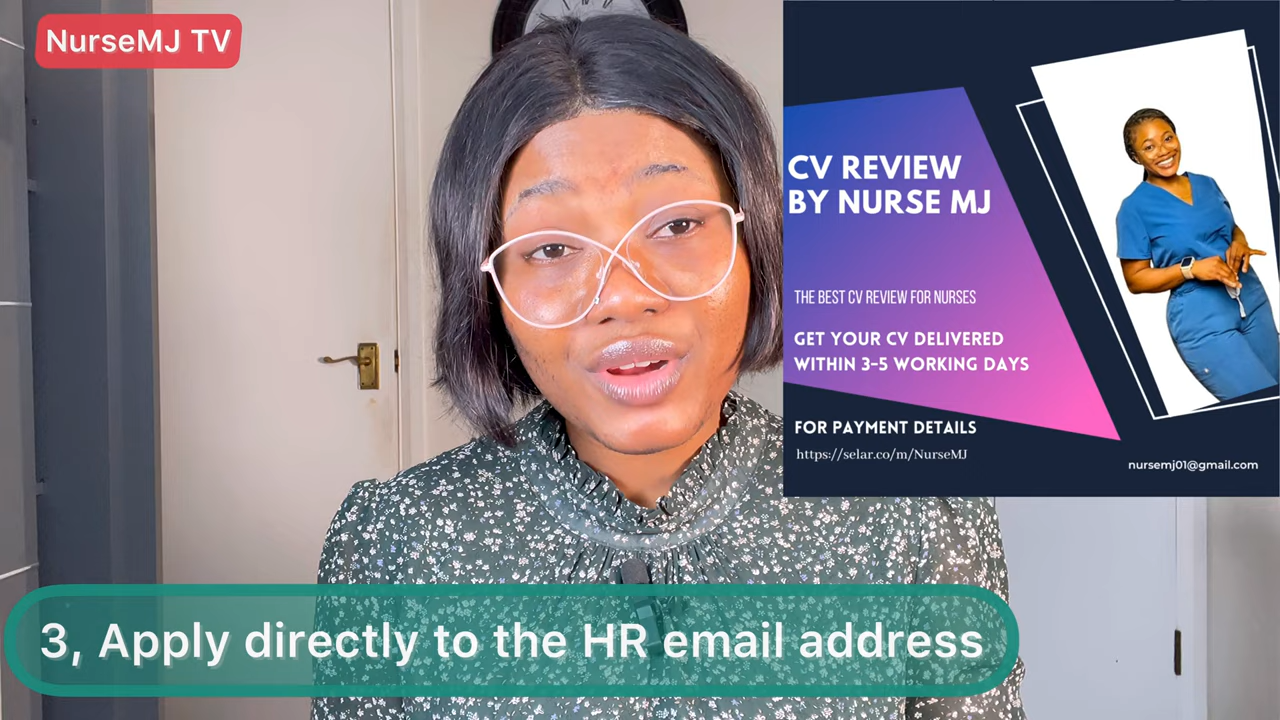 NurseMJ TV
CV REVIEW
BY NURSE MJ
THE BEST CV REVIEW FOR NURSES
GET YOUR CV DELIVERED
WITHIN 3-5 WORKING DAYS
FOR PAYMENT DETAILS
https://selar.co/m/NurseMJ
nursemj01@gmail.com
3, Apply directly to the HR email address